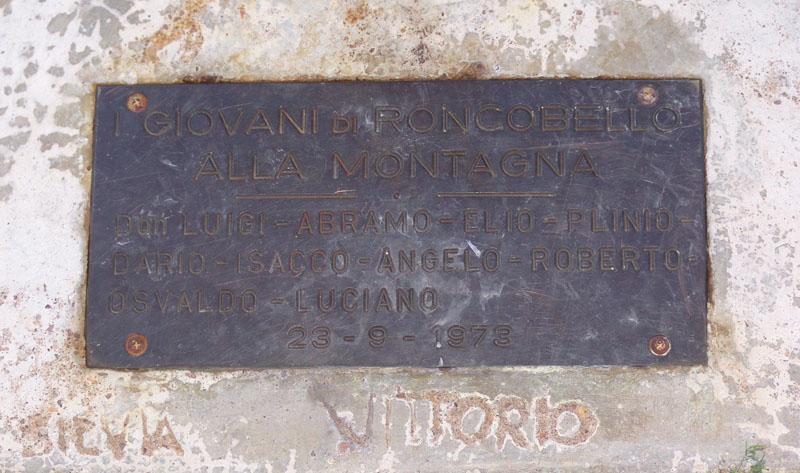 I GIOVANI Di RONCOBELLO
ALLA MONTAGNA
Don LUIGI - ABRAMO - ELIO - PLINIO -
DARIO - ISACCO - ANGELO - ROBERTO -
OSVALDO - LUCIANO
23 - 9 - 1973
SILVIA VITTORIO